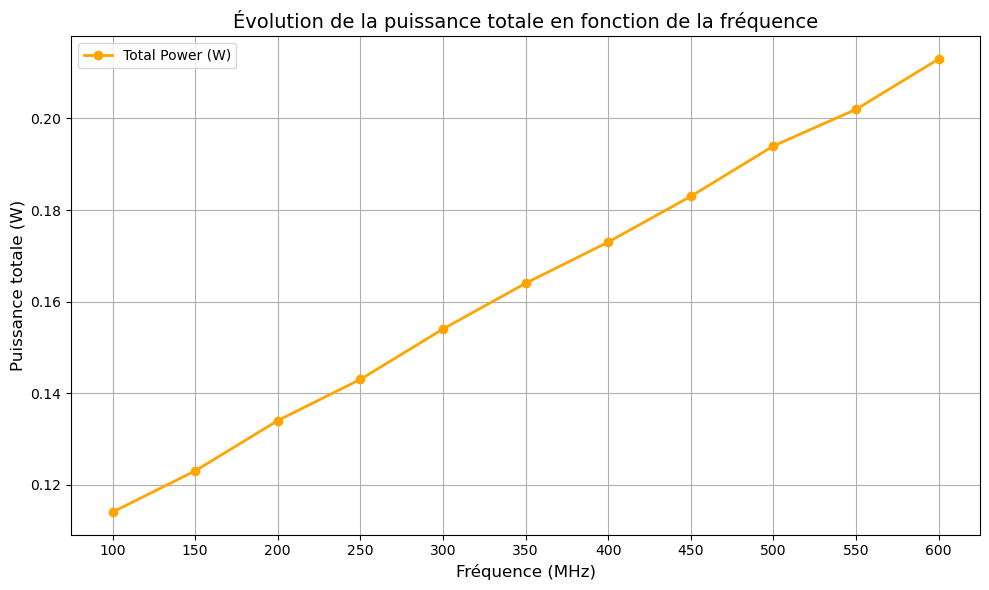 Évolution de la puissance totale en fonction de la fréquence
Total Power (W)
Puissance totale (W)
0.20
0.18
0.16
0.14
0.12
100 150 200 250 300 350 400 450 500 550 600
Fréquence (MHz)